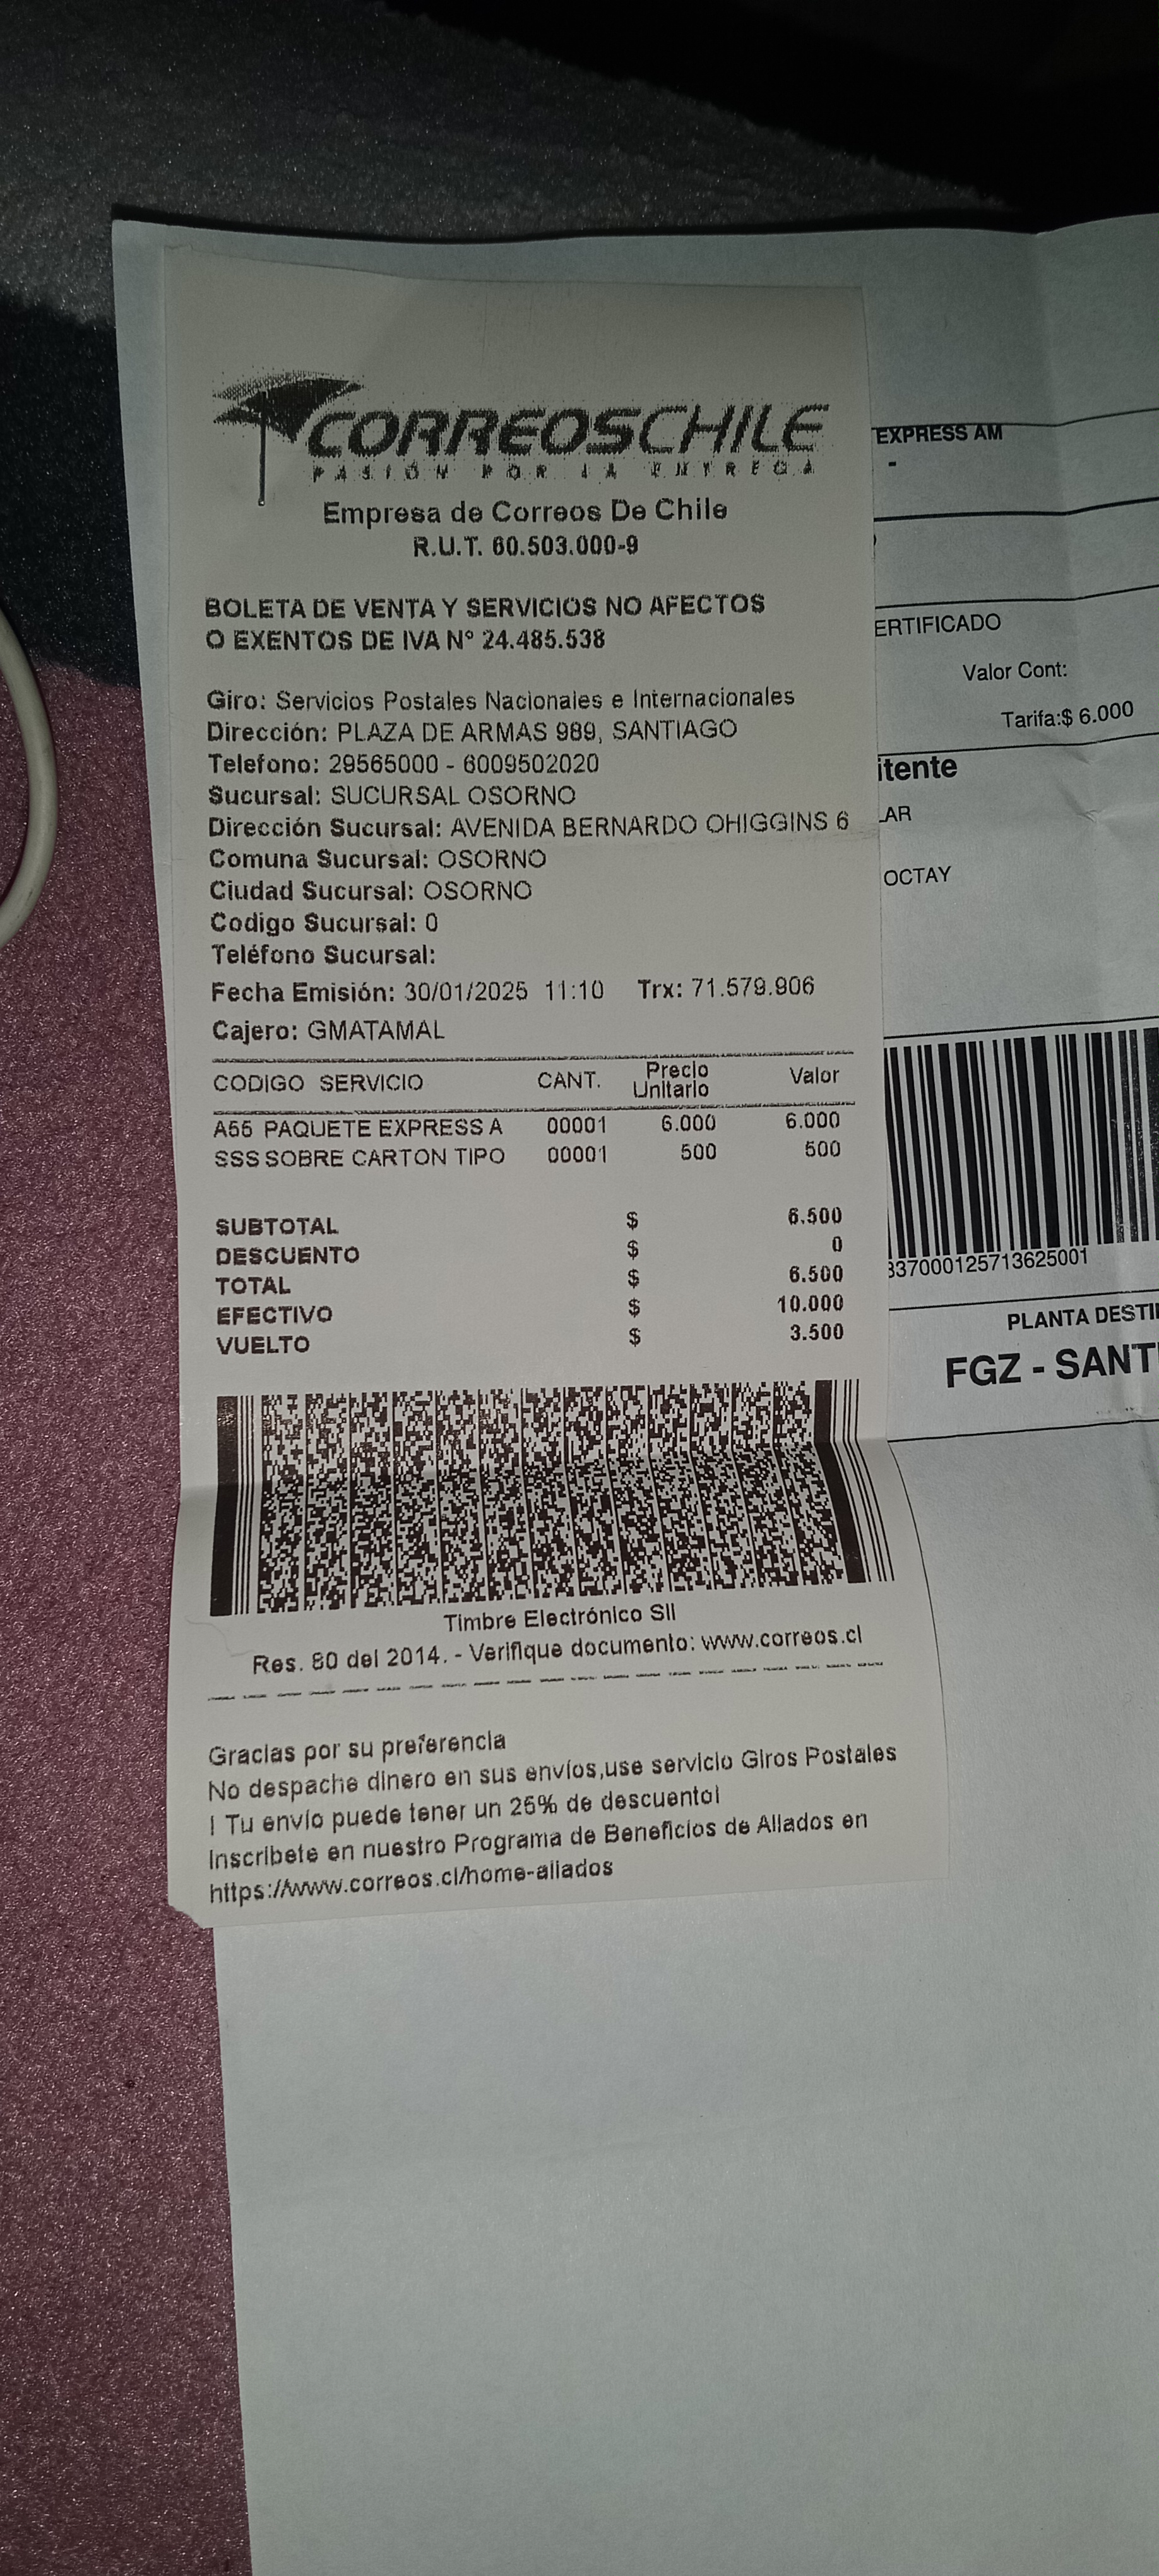 CORREOSCHILE
PASIÓN POR LA ENTREGA
Empresa de Correos De Chile
R.U.T. 60.503.000-9
BOLETA DE VENTA Y SERVICIOS NO AFECTOS
O EXENTOS DE IVA Nº 24.485.538
Giro: Servicios Postales Nacionales e Internacionales
Dirección: PLAZA DE ARMAS 989, SANTIAGO
Telefono: 29565000 - 6009502020
Sucursal: SUCURSAL OSORNO
Dirección Sucursal: AVENIDA BERNARDO OHIGGINS 6
Comuna Sucursal: OSORNO
Ciudad Sucursal: OSORNO
Codigo Sucursal: 0
Teléfono Sucursal:
Fecha Emisión: 30/01/2025 11:10 Trx: 71.579.906
Cajero: GMATAMAL
CODIGO SERVICIO CANT. Precio Unitario Valor
A55 PAQUETE EXPRESS A 00001 6.000 6.000
SSS SOBRE CARTON TIPO 00001 500 500
SUBTOTAL $ 6.500
DESCUENTO $ 0
TOTAL $ 6.500
EFECTIVO $ 10.000
VUELTO $ 3.500
Timbre Electrónico SII
Res. 80 del 2014. - Verifique documento: www.correos.cl
Gracias por su preferencia
No despache dinero en sus envíos,use servicio Giros Postales
! Tu envío puede tener un 25% de descuento!
Inscribete en nuestro Programa de Beneficios de Aliados en
https://www.correos.cl/home-aliados
EXPRESS AM
-
ERTIFICADO
Valor Cont:
Tarifa:$ 6.000
itente
LAR
OCTAY
37000125713625001
PLANTA DESTI
FGZ - SANT